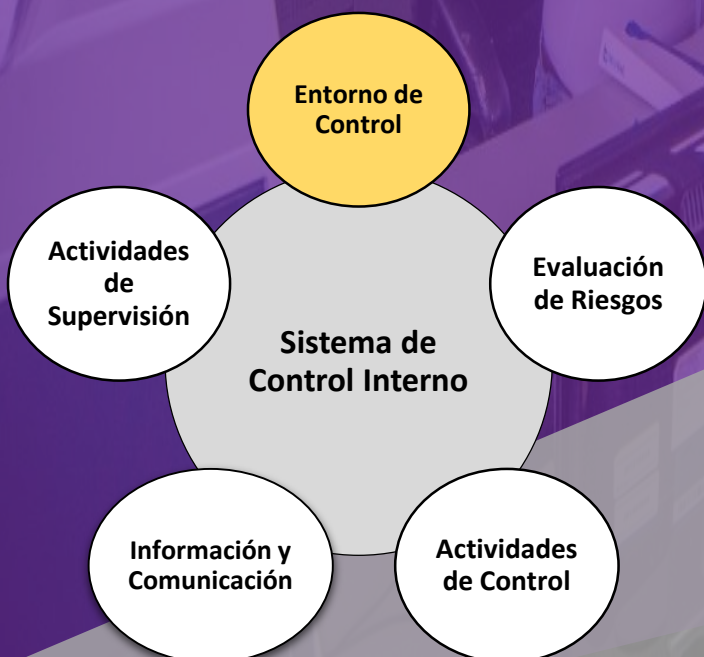 Entorno de
Control
Evaluación
de Riesgos
Actividades
de Control
Información y
Comunicación
Actividades
de
Supervisión
Sistema de
Control Interno